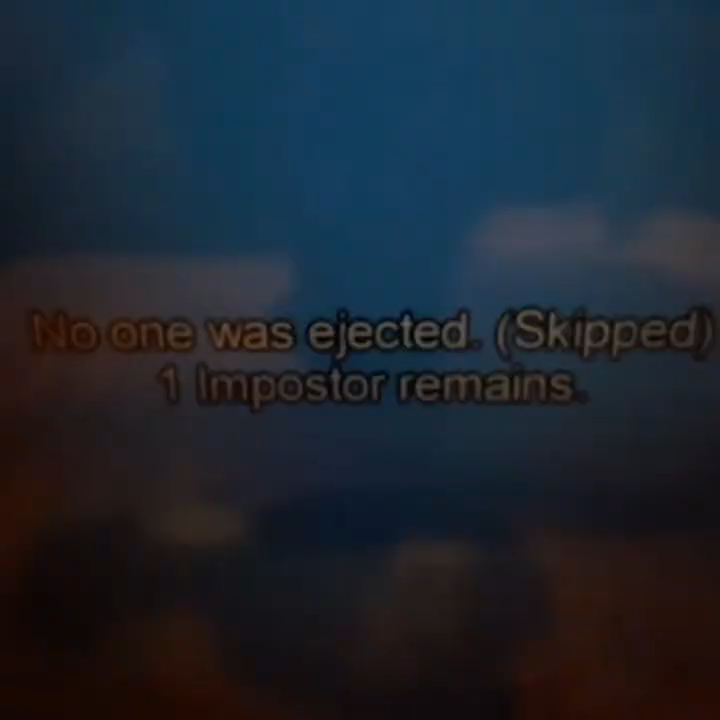 No one was ejected. (Skipped)
1 Impostor remains.